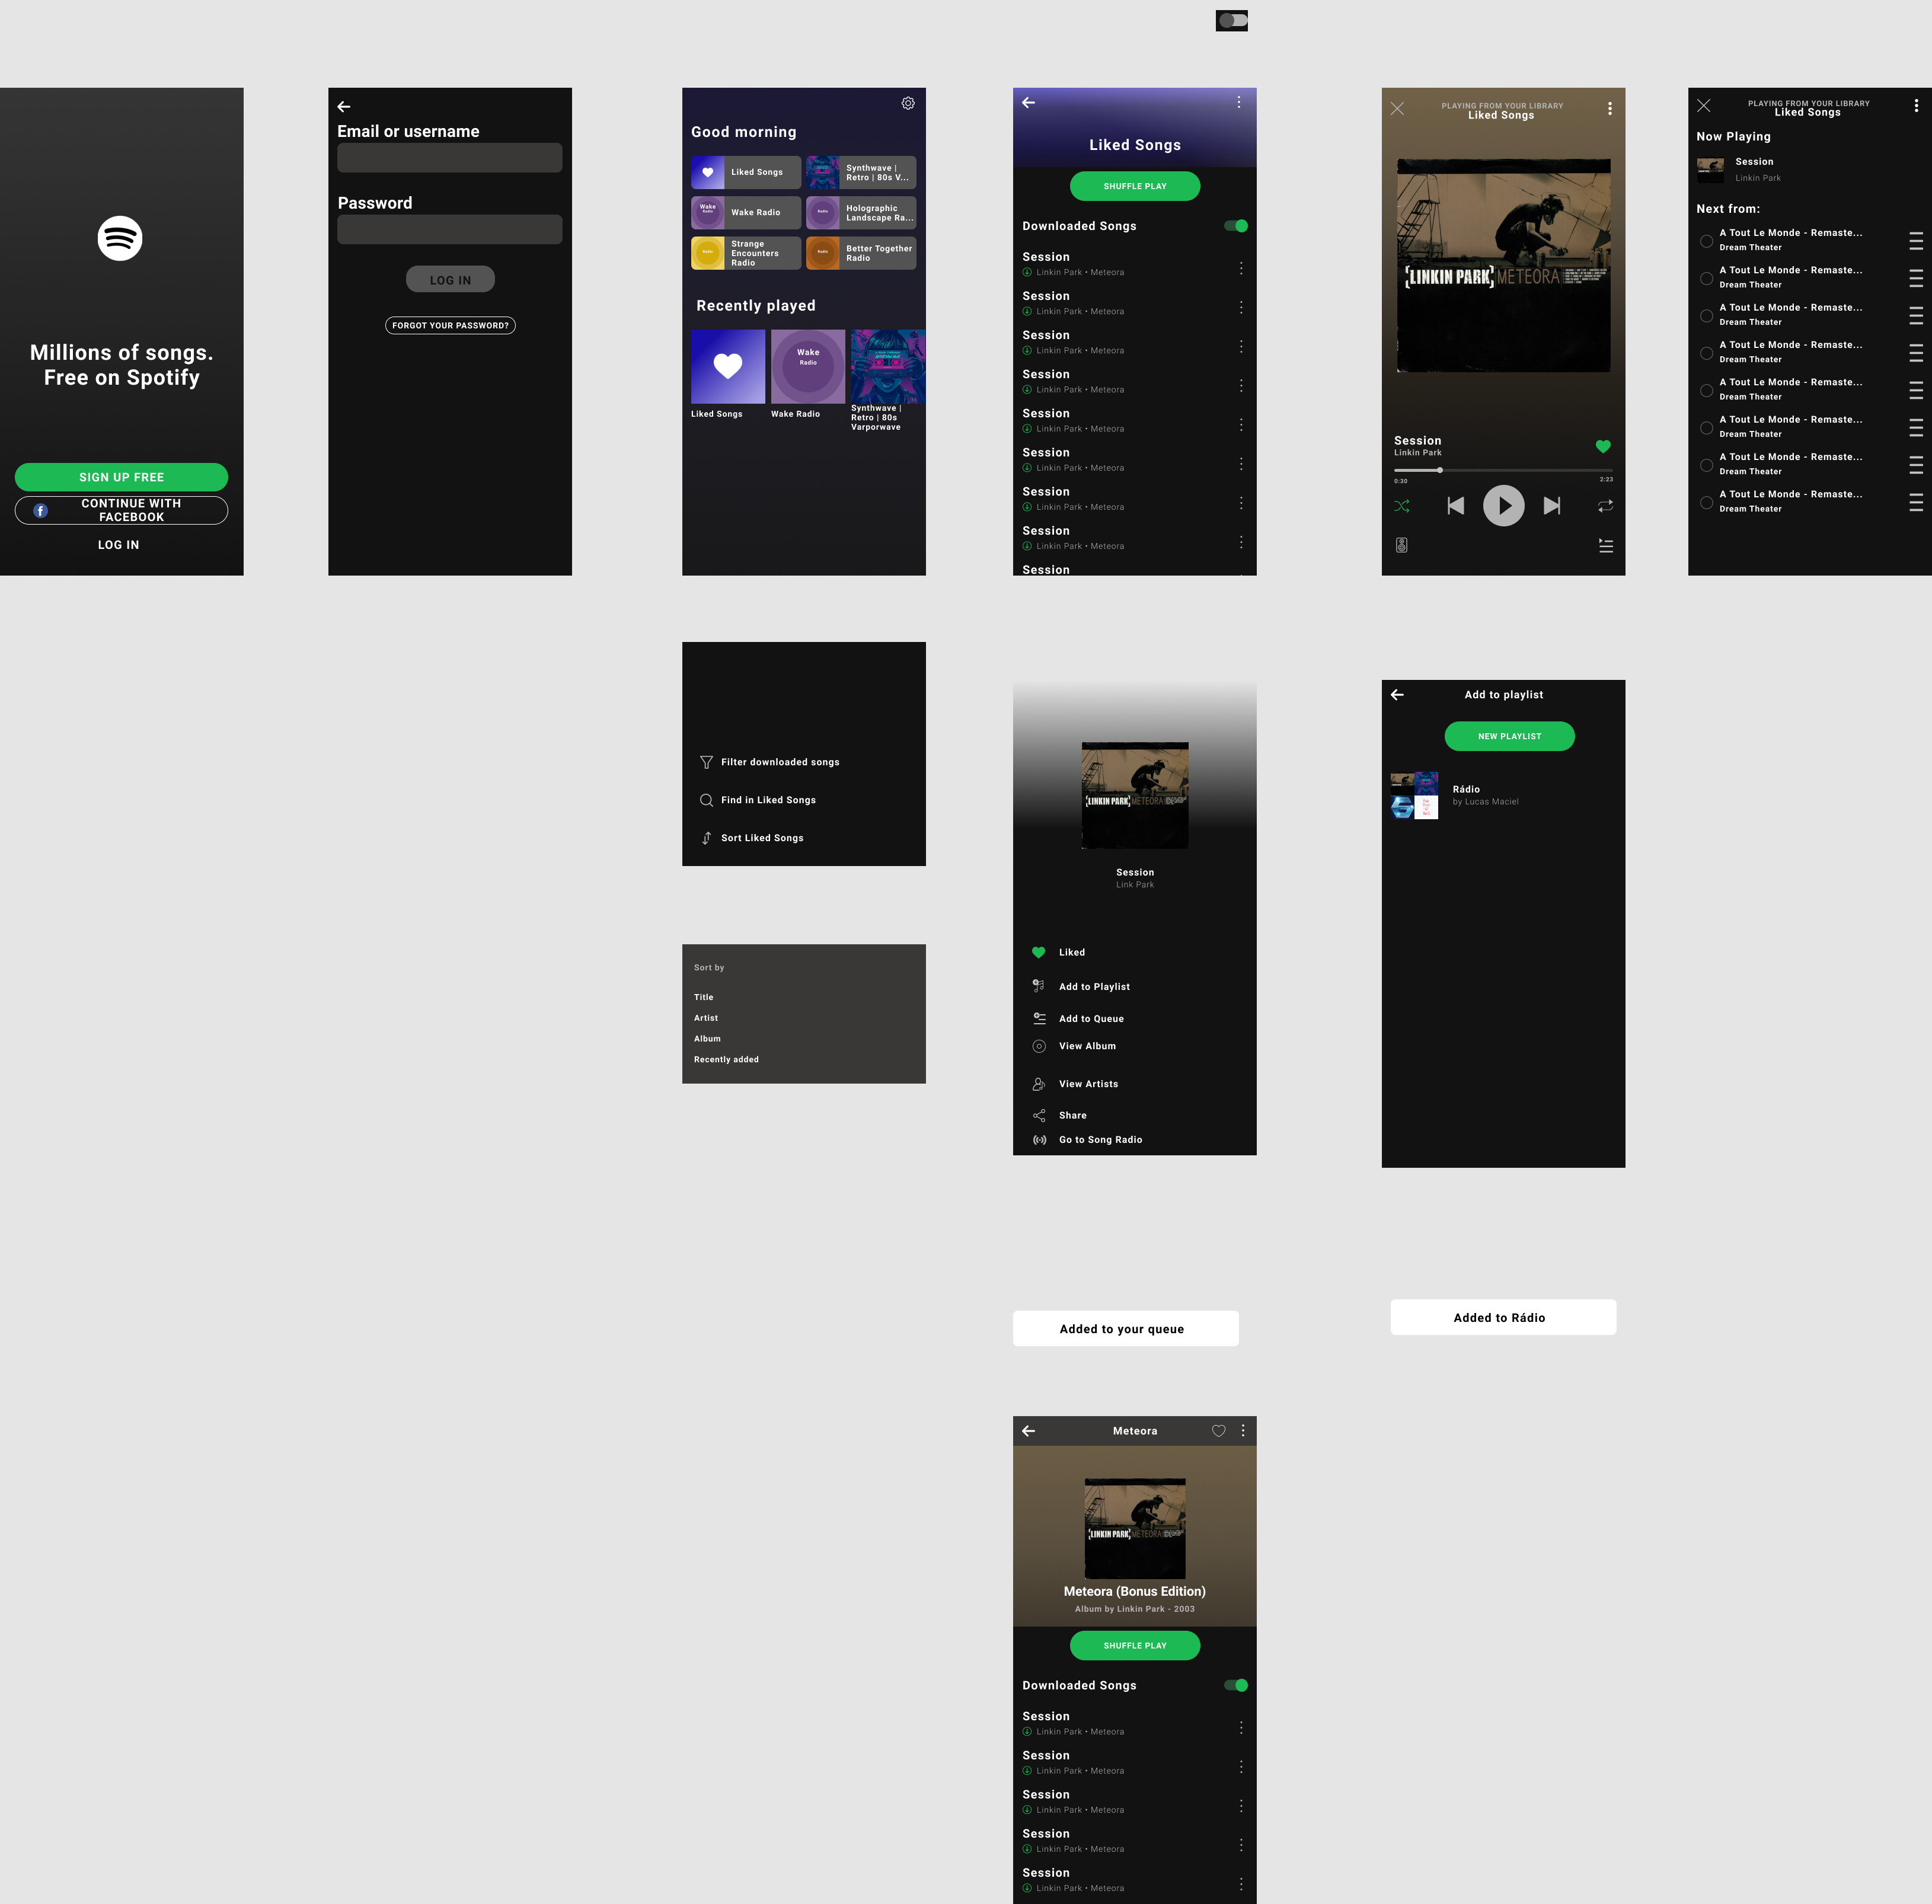 Millions of songs.
Free on Spotify
SIGN UP FREE
CONTINUE WITH
FACEBOOK
LOG IN
Email or username
Password
LOG IN
FORGOT YOUR PASSWORD?
Good morning
Liked Songs
Synthwave |
Retro | 80s V...
Wake
Radio
Wake Radio
Radio
Holographic
Landscape Ra...
Radio
Strange
Encounters
Radio
Radio
Better Together
Radio
Recently played
Wake
Radio
Liked Songs
Wake Radio
Synthwave |
Retro | 80s
Varporwave
Liked Songs
SHUFFLE PLAY
Downloaded Songs
Session
Linkin Park • Meteora
Session
Linkin Park • Meteora
Session
Linkin Park • Meteora
Session
Linkin Park • Meteora
Session
Linkin Park • Meteora
Session
Linkin Park • Meteora
Session
Linkin Park • Meteora
Session
Linkin Park • Meteora
Session
PLAYING FROM YOUR LIBRARY
Liked Songs
[LINKIN PARK] METEORA
Session
Linkin Park
0:30
2:23
PLAYING FROM YOUR LIBRARY
Liked Songs
Now Playing
Session
Linkin Park
Next from:
A Tout Le Monde - Remaste...
Dream Theater
A Tout Le Monde - Remaste...
Dream Theater
A Tout Le Monde - Remaste...
Dream Theater
A Tout Le Monde - Remaste...
Dream Theater
A Tout Le Monde - Remaste...
Dream Theater
A Tout Le Monde - Remaste...
Dream Theater
A Tout Le Monde - Remaste...
Dream Theater
A Tout Le Monde - Remaste...
Dream Theater
Filter downloaded songs
Find in Liked Songs
Sort Liked Songs
Sort by
Title
Artist
Album
Recently added
[LINKIN PARK] METEORA
Session
Link Park
Liked
Add to Playlist
Add to Queue
View Album
View Artists
Share
Go to Song Radio
Add to playlist
NEW PLAYLIST
Rádio
by Lucas Maciel
Added to your queue
Added to Rádio
Meteora
[LINKIN PARK] METEORA
Meteora (Bonus Edition)
Album by Linkin Park - 2003
SHUFFLE PLAY
Downloaded Songs
Session
Linkin Park • Meteora
Session
Linkin Park • Meteora
Session
Linkin Park • Meteora
Session
Linkin Park • Meteora
Session
Linkin Park • Meteora